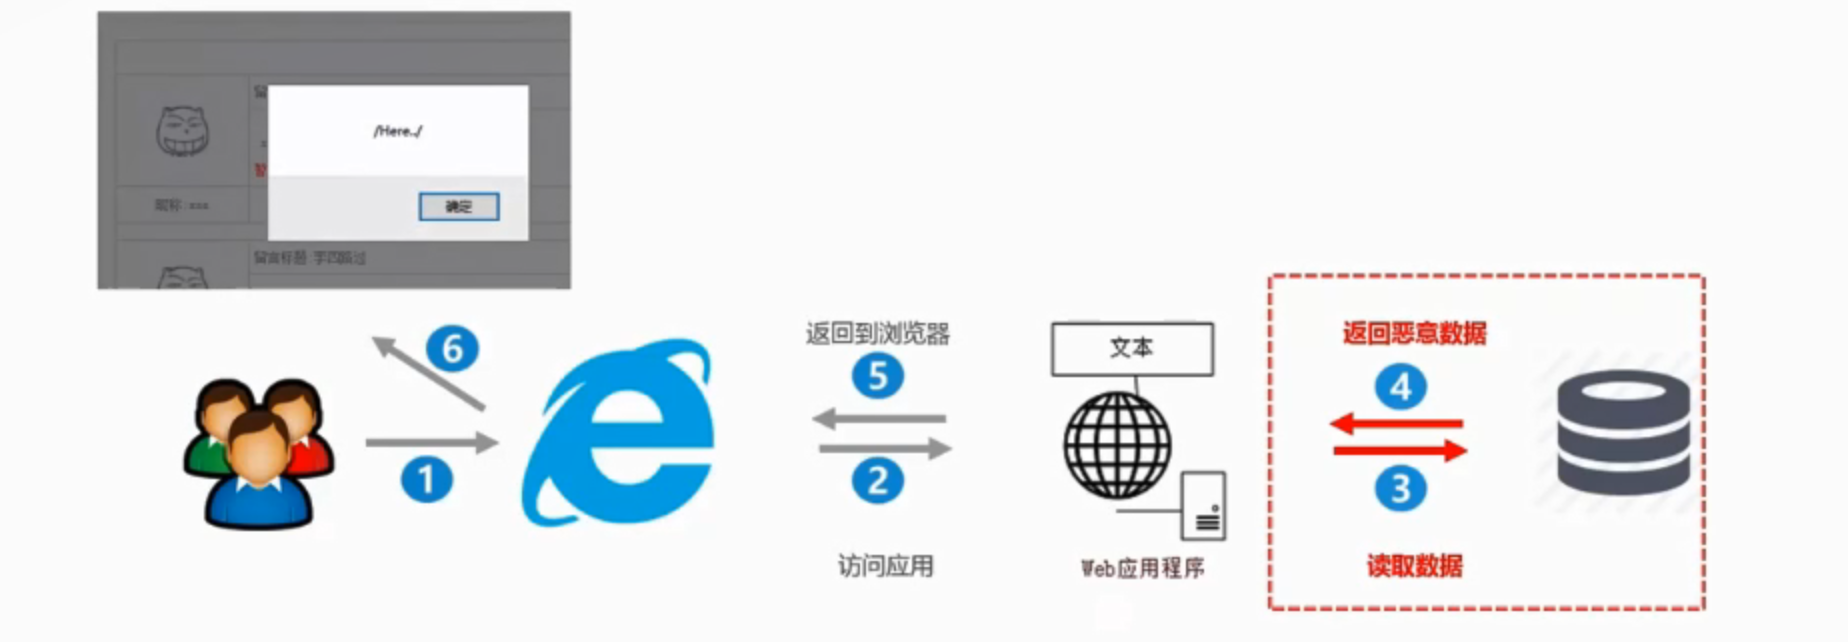 /Here../
确定
昵称:
留言标题:李四路过
6
1
返回到浏览器
5
2
访问应用
文本
Web应用程序
返回恶意数据
4
3
读取数据